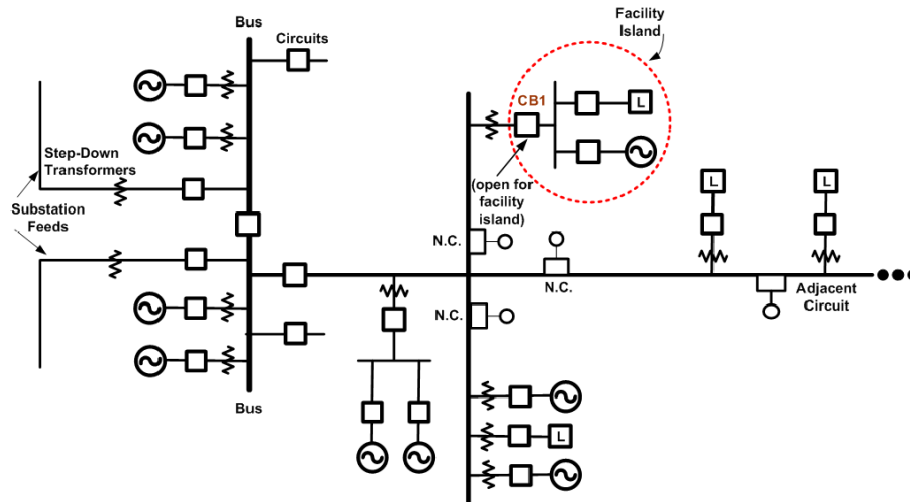 Bus
Circuits
Facility
Island
CB1
L
Step-Down
Transformers
Substation
Feeds
(open for
facility
island)
L
L
N.C.
N.C.
N.C.
Adjacent
Circuit
Bus
L